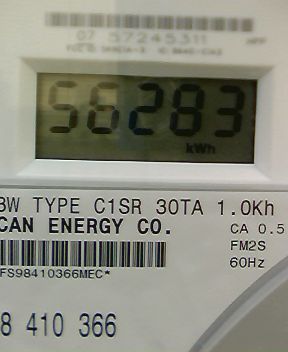 07 57245311
56283
kWh
3W TYPE C1SR 30TA 1.0Kh
CAN ENERGY CO.
CA 0.5
FM2S
60Hz
FS98410366MEC*
8 410 366